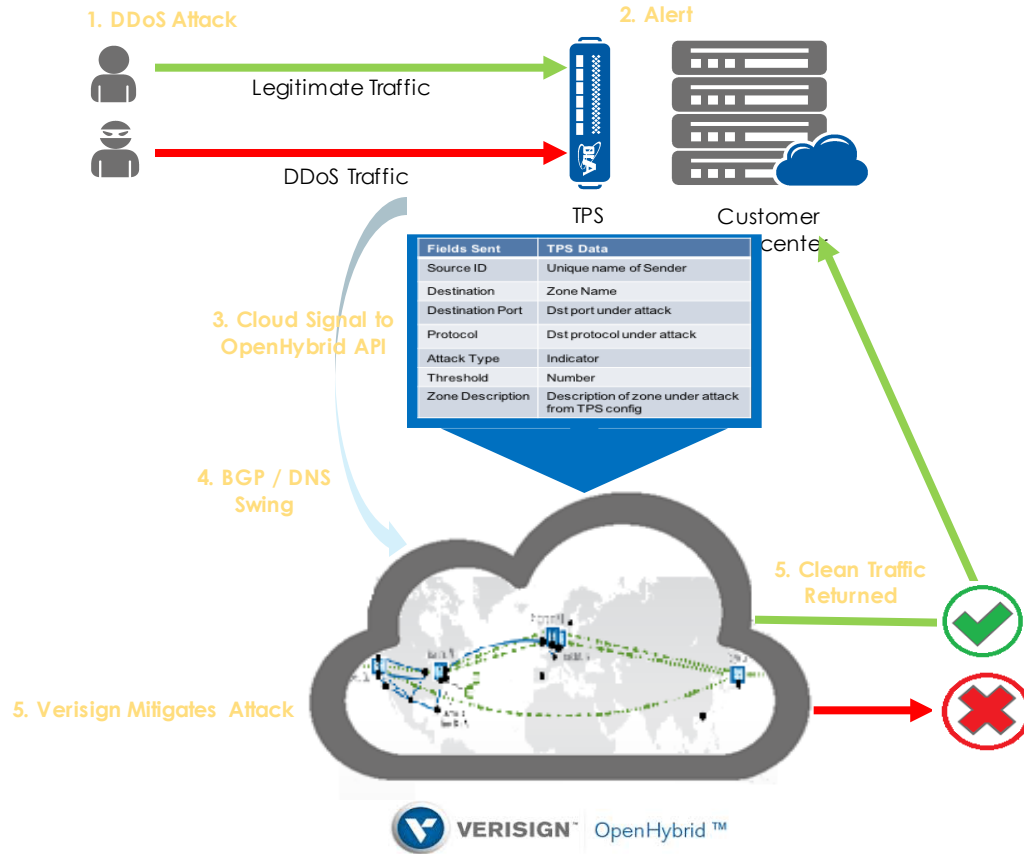 1. DDoS Attack
2. Alert
Legitimate Traffic
DDoS Traffic
TPS
Customer
center
Fields Sent TPS Data
Source ID Unique name of Sender
Destination Zone Name
Destination Port Dst port under attack
Protocol Dst protocol under attack
Attack Type Indicator
Threshold Number
Zone Description Description of zone under attack
from TPS config
3. Cloud Signal to
OpenHybrid API
4. BGP / DNS
Swing
5. Clean Traffic
Returned
5. Verisign Mitigates Attack
VERISIGN™ OpenHybrid ™